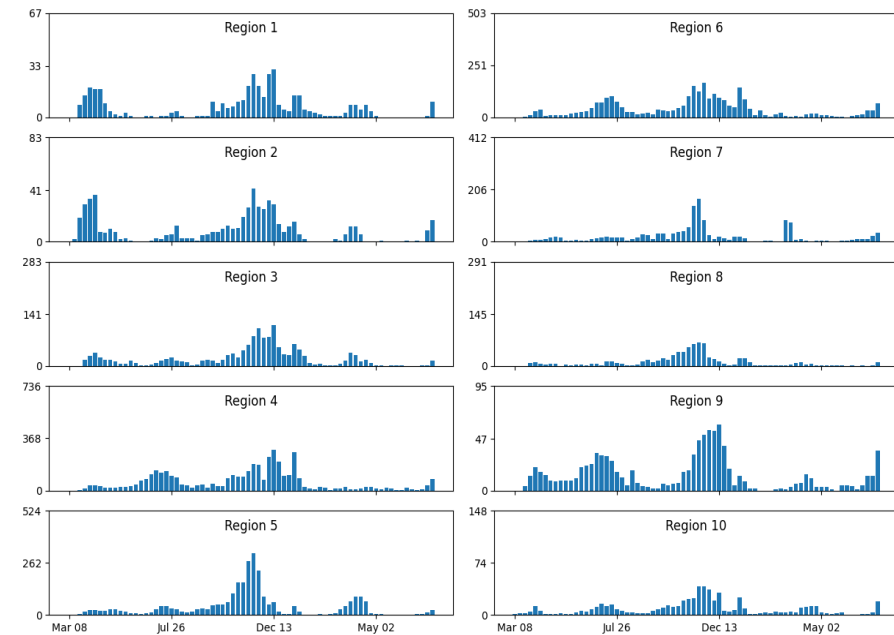 Region 1
67
33
0
Region 2
83
41
0
Region 3
283
141
0
Region 4
736
368
0
Region 5
524
262
0
Mar 08 Jul 26 Dec 13 May 02
Region 6
503
251
0
Region 7
412
206
0
Region 8
291
145
0
Region 9
95
47
0
Region 10
148
74
0
Mar 08 Jul 26 Dec 13 May 02